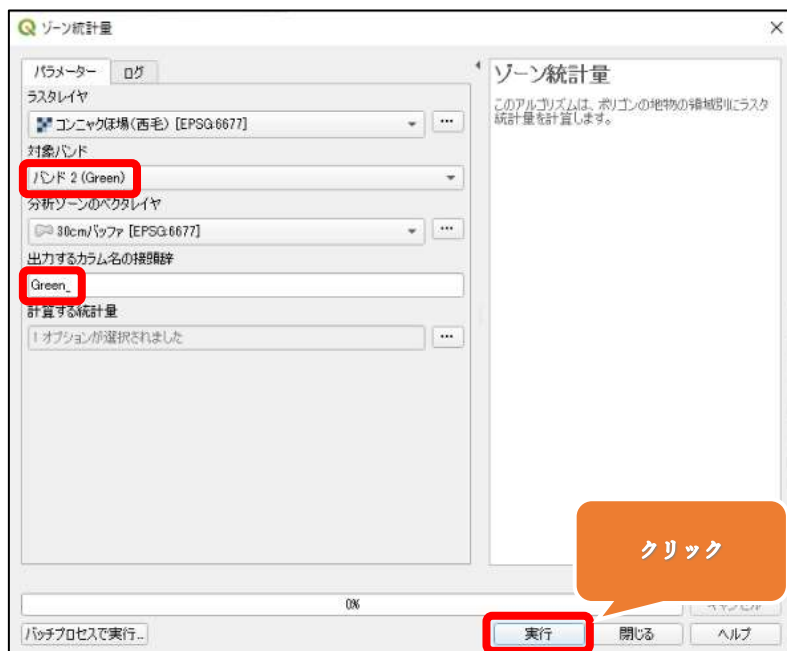 ゾーン統計量
パラメーター ログ
ラスタレイヤ
コンニャクほ場(西毛) [EPSG:6677]
対象バンド
バンド 2 (Green)
分析ゾーンのベクタレイヤ
30cmバッファ [EPSG:6677]
出力するカラム名の接頭辞
Green_
計算する統計量
1 オプションが選択されました
ゾーン統計量
このアルゴリズムは、ポリゴンの地物の領域別にラスタ
統計量を計算します。
クリック
0%
キャンセル
バッチプロセスで実行... 実行 閉じる ヘルプ